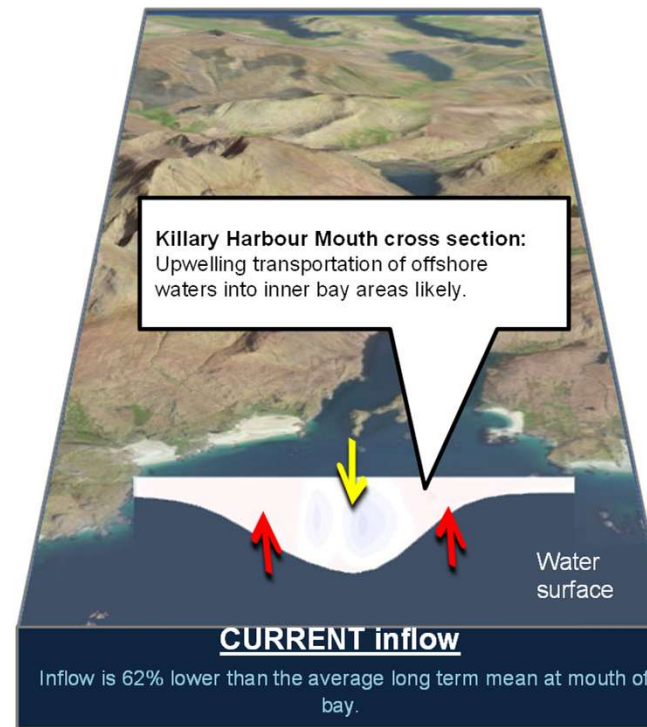 Killary Harbour Mouth cross section:
Upwelling transportation of offshore
waters into inner bay areas likely.
Water
surface
CURRENT inflow
Inflow is 62% lower than the average long term mean at mouth of
bay.